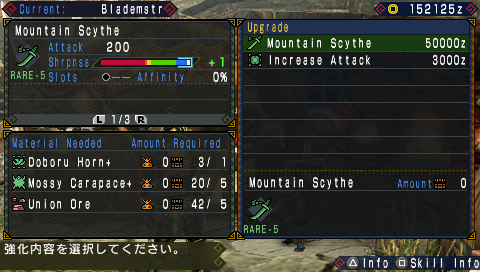 Current: Blademstr
152125z
Mountain Scythe
Attack 200
Shrpnss +1
RARE-5 Slots ●-- Affinity 0%
L 1/3 R
Upgrade
Mountain Scythe 50000z
Increase Attack 3000z
Material Needed Amount Required
Doboru Horn+ 0 3/ 1
Mossy Carapace+ 0 20/ 5
Union Ore 0 42/ 5
Mountain Scythe Amount 0
RARE-5
強化内容を選択してください。
△Info □Skill Info